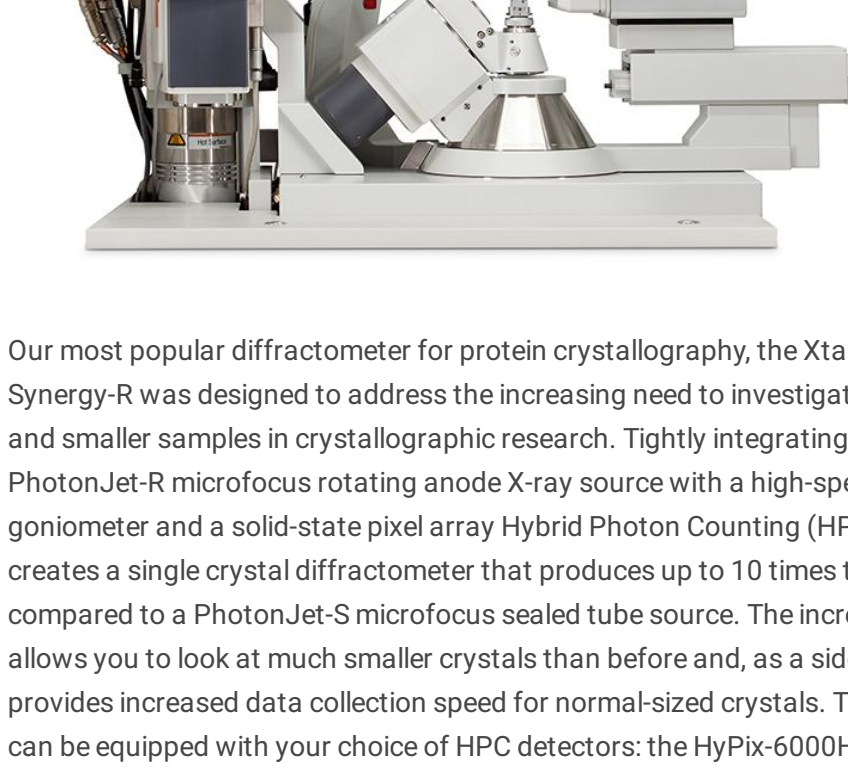 Hot Surface
Our most popular diffractometer for protein crystallography, the Xta
Synergy-R was designed to address the increasing need to investigat
and smaller samples in crystallographic research. Tightly integrating
PhotonJet-R microfocus rotating anode X-ray source with a high-spe
goniometer and a solid-state pixel array Hybrid Photon Counting (HP
creates a single crystal diffractometer that produces up to 10 times t
compared to a PhotonJet-S microfocus sealed tube source. The incre
allows you to look at much smaller crystals than before and, as a side
provides increased data collection speed for normal-sized crystals. T
can be equipped with your choice of HPC detectors: the HyPix-6000H